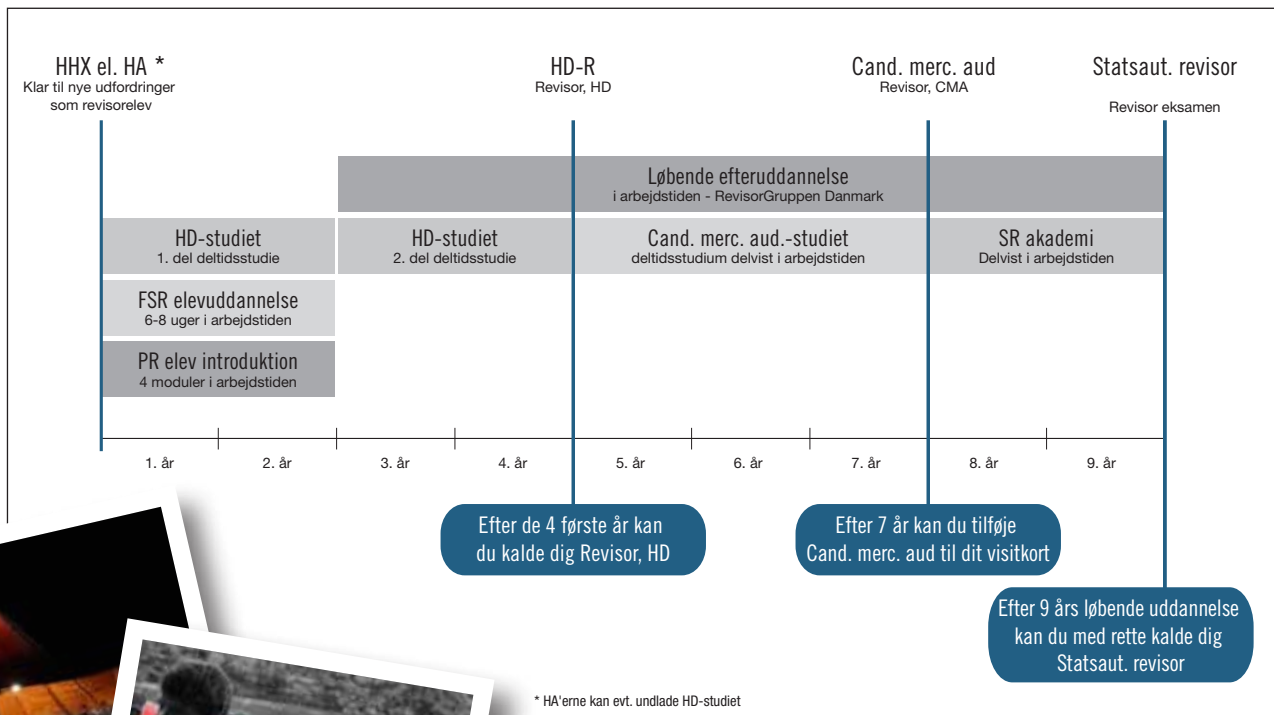 HHX el. HA *
Klar til nye udfordringer
som revisorelev
HD-R
Revisor, HD
Cand. merc. aud
Revisor, CMA
Statsaut. revisor
Revisor eksamen
Løbende efteruddannelse
i arbejdstiden - RevisorGruppen Danmark
HD-studiet
1. del deltidsstudie
HD-studiet
2. del deltidsstudie
Cand. merc. aud.-studiet
deltidsstudium delvist i arbejdstiden
SR akademi
Delvist i arbejdstiden
FSR elevuddannelse
6-8 uger i arbejdstiden
PR elev introduktion
4 moduler i arbejdstiden
1. år
2. år
3. år
4. år
5. år
6. år
7. år
8. år
9. år
Efter de 4 første år kan
du kalde dig Revisor, HD
Efter 7 år kan du tilføje
Cand. merc. aud til dit visitkort
Efter 9 års løbende uddannelse
kan du med rette kalde dig
Statsaut. revisor
* HA'erne kan evt. undlade HD-studiet